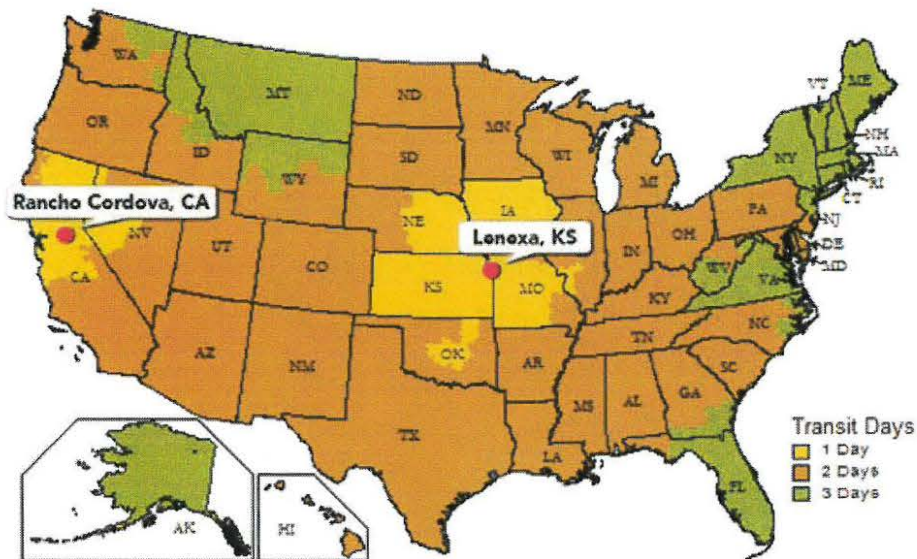 WA
MT
ND
MN
VT
ME
OR
ID
SD
WI
NY
NH
MA
WY
MI
RI
CT
Rancho Cordova, CA
NE
IA
PA
NJ
NV
UT
Lenexa, KS
IN
OH
DE
MD
CA
CO
KS
MO
WV
VA
KY
NC
TN
AZ
NM
OK
AR
SC
MS
AL
GA
TX
LA
FL
Transit Days
1 Day
2 Days
3 Days
AK
HI